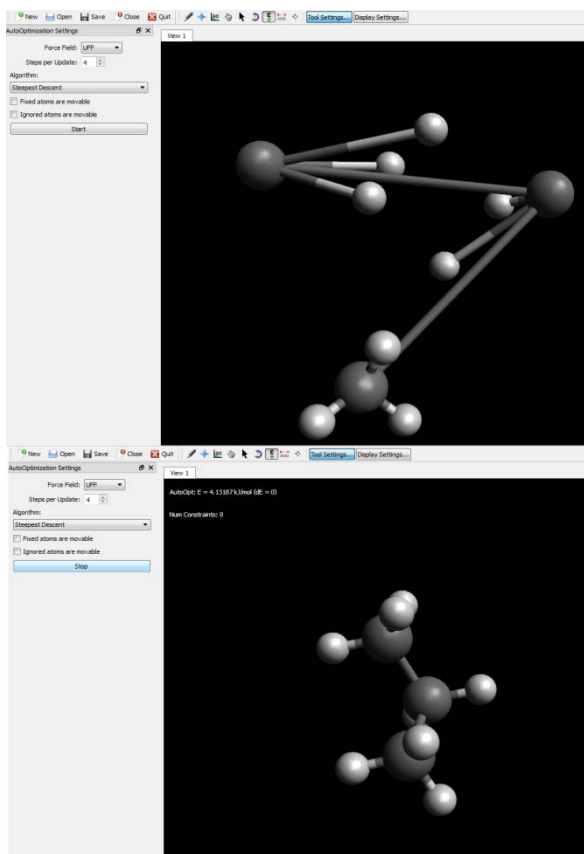 New Open Save Close Quit Tool Settings... Display Settings...
AutoOptimization Settings
View 1
Force Field: UFF
Steps per Update: 4
Algorithm:
Steepest Descent
Fixed atoms are movable
Ignored atoms are movable
Start
New Open Save Close Quit Tool Settings... Display Settings...
AutoOptimization Settings
View 1
Force Field: UFF
Steps per Update: 4
Algorithm:
Steepest Descent
Fixed atoms are movable
Ignored atoms are movable
Stop
AutoOpt: E = 4.13187 kJ/mol (dE = 0)
Num Constraints: 0